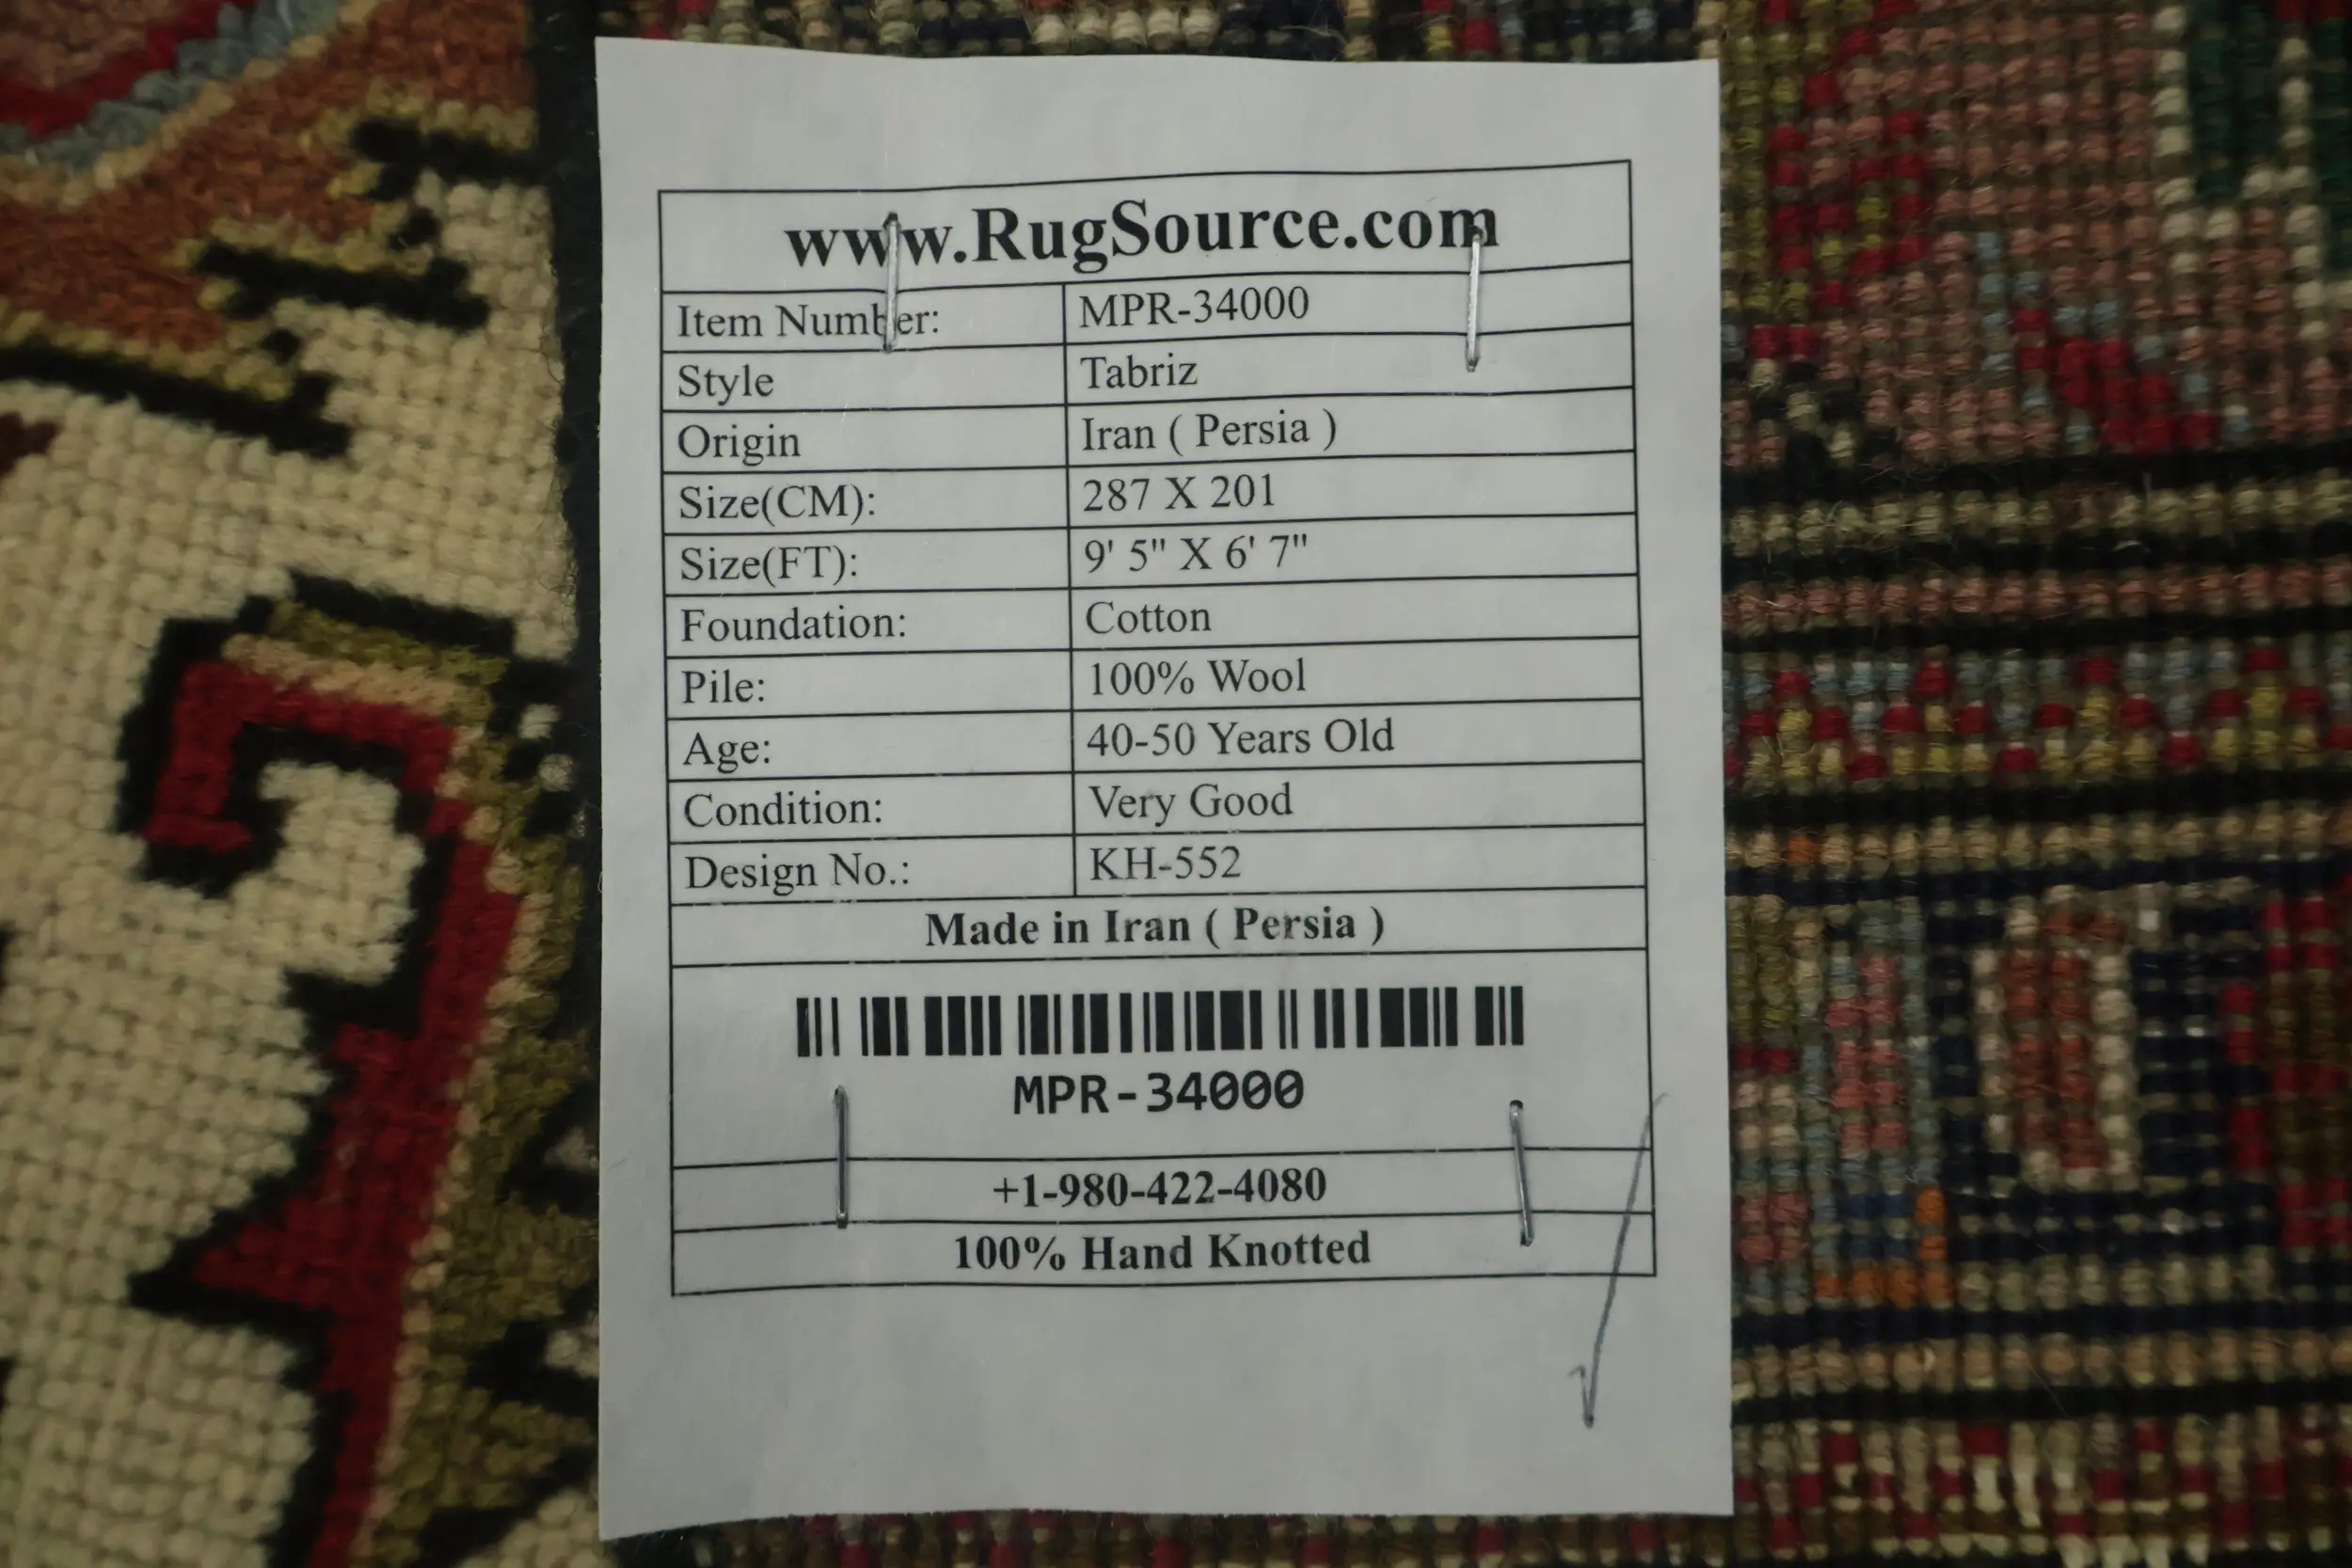 www.RugSource.com
Item Number: MPR-34000
Style Tabriz
Origin Iran ( Persia )
Size(CM): 287 X 201
Size(FT): 9' 5" X 6' 7"
Foundation: Cotton
Pile: 100% Wool
Age: 40-50 Years Old
Condition: Very Good
Design No.: KH-552
Made in Iran ( Persia )
MPR-34000
+1-980-422-4080
100% Hand Knotted